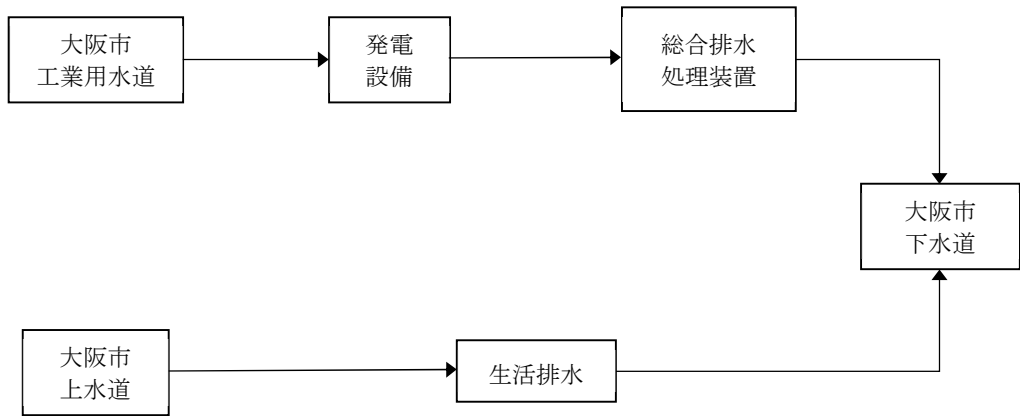 大阪市
工業用水道
発電
設備
総合排水
処理装置
大阪市
下水道
大阪市
上水道
生活排水